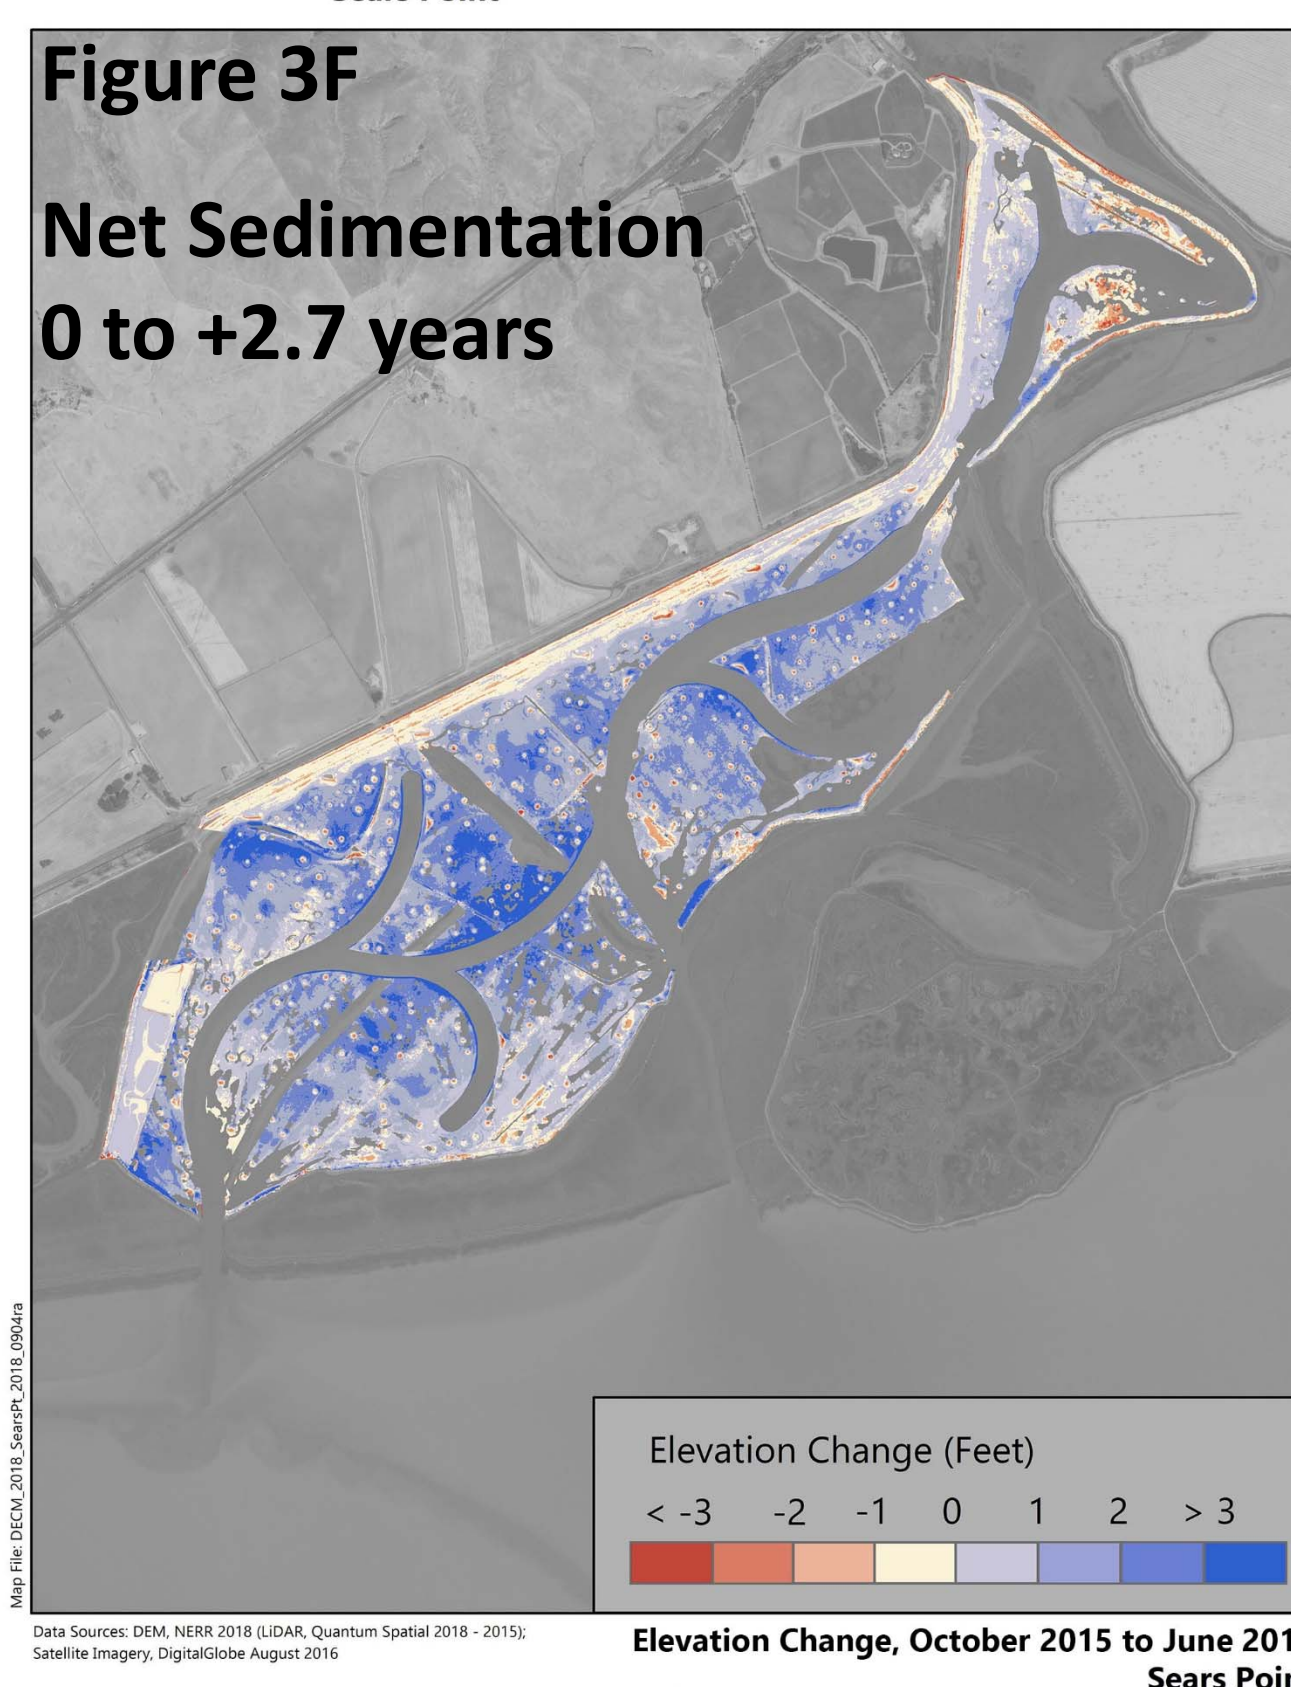 Figure 3F
Net Sedimentation
0 to +2.7 years
Elevation Change (Feet)
< -3 -2 -1 0 1 2 > 3
Map File: DECM_2018_SearsPt_2018_0904ra
Data Sources: DEM, NERR 2018 (LiDAR, Quantum Spatial 2018 - 2015);
Satellite Imagery, DigitalGlobe August 2016
Elevation Change, October 2015 to June 201
Sears Poin